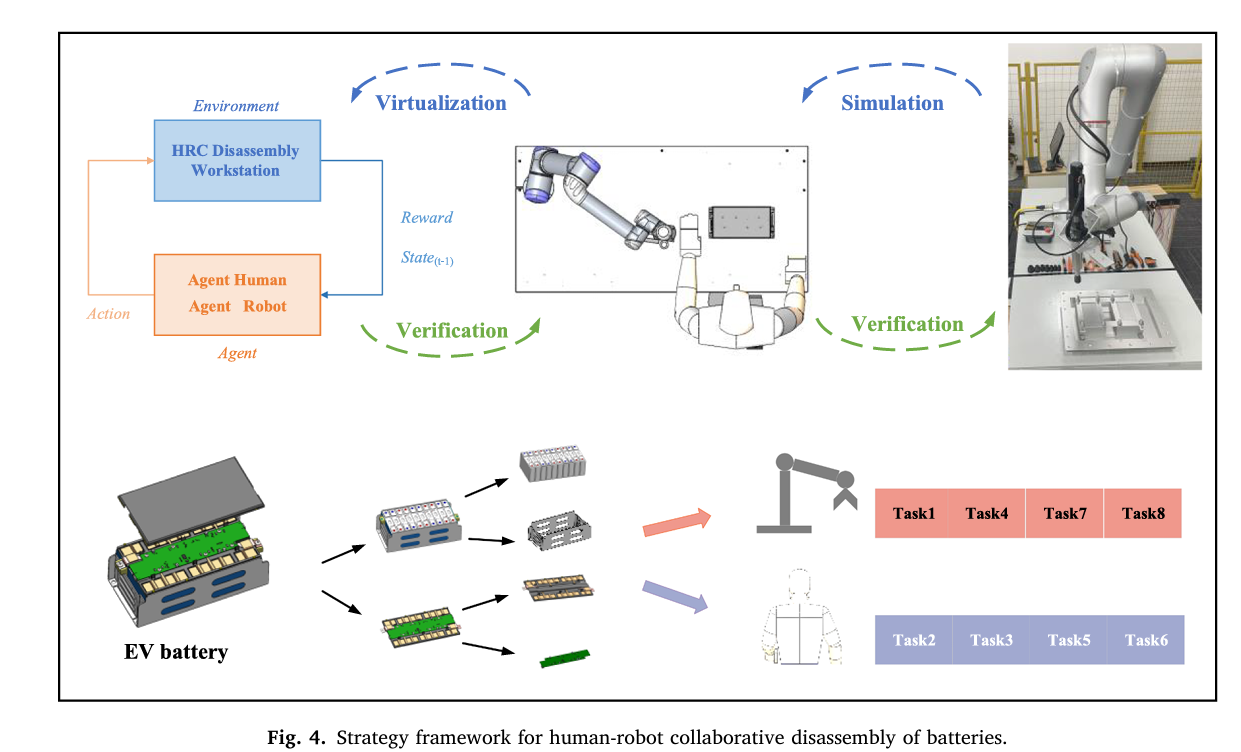 Environment
HRC Disassembly
Workstation
Reward
State(t-1)
Agent Human
Agent Robot
Action
Agent
Virtualization
Simulation
Verification
Verification
EV battery
Task1 Task4 Task7 Task8
Task2 Task3 Task5 Task6
Fig. 4. Strategy framework for human-robot collaborative disassembly of batteries.